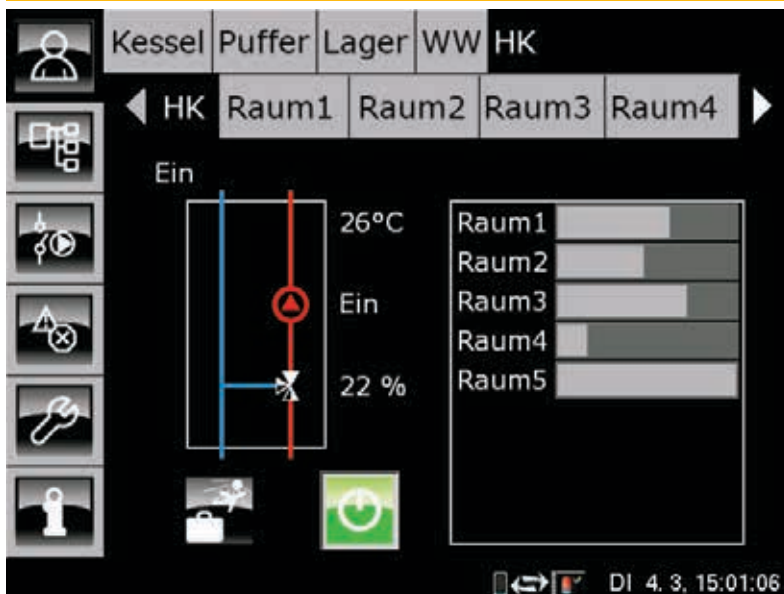 Kessel Puffer Lager WW HK
HK Raum1 Raum2 Raum3 Raum4
Ein
26°C
Ein
22 %
Raum1
Raum2
Raum3
Raum4
Raum5
DI 4. 3. 15:01:06